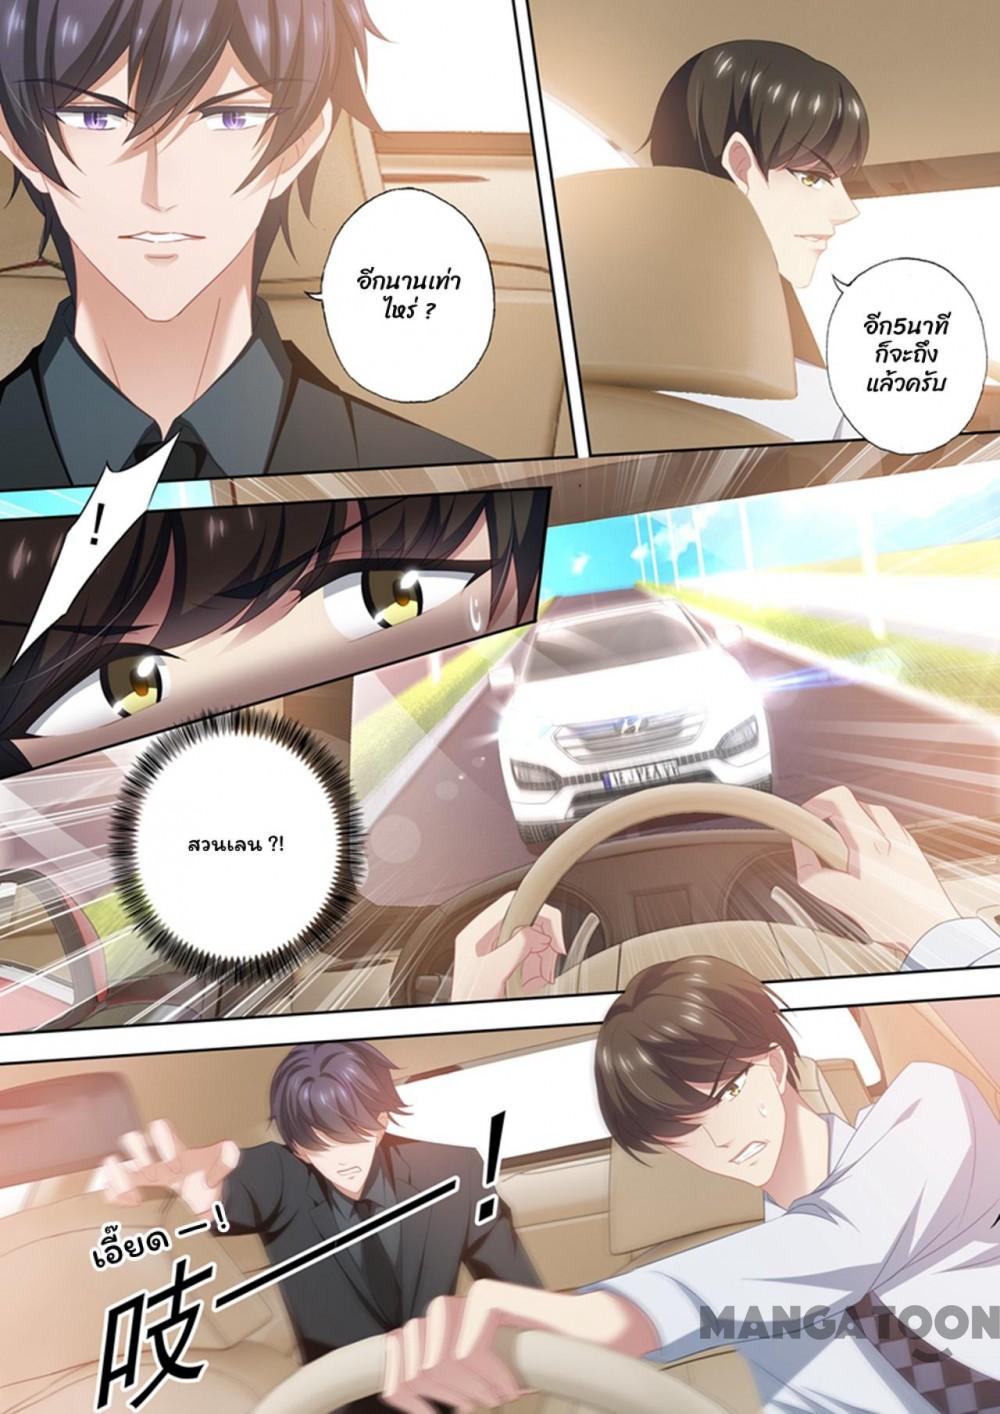 อีกนานเท่า
ไหร่ ?
อีก5นาที
ก็จะถึง
แล้วครับ
!
สวนเลน ?!
เอี๊ยด — !
吱—!
MANGATOON